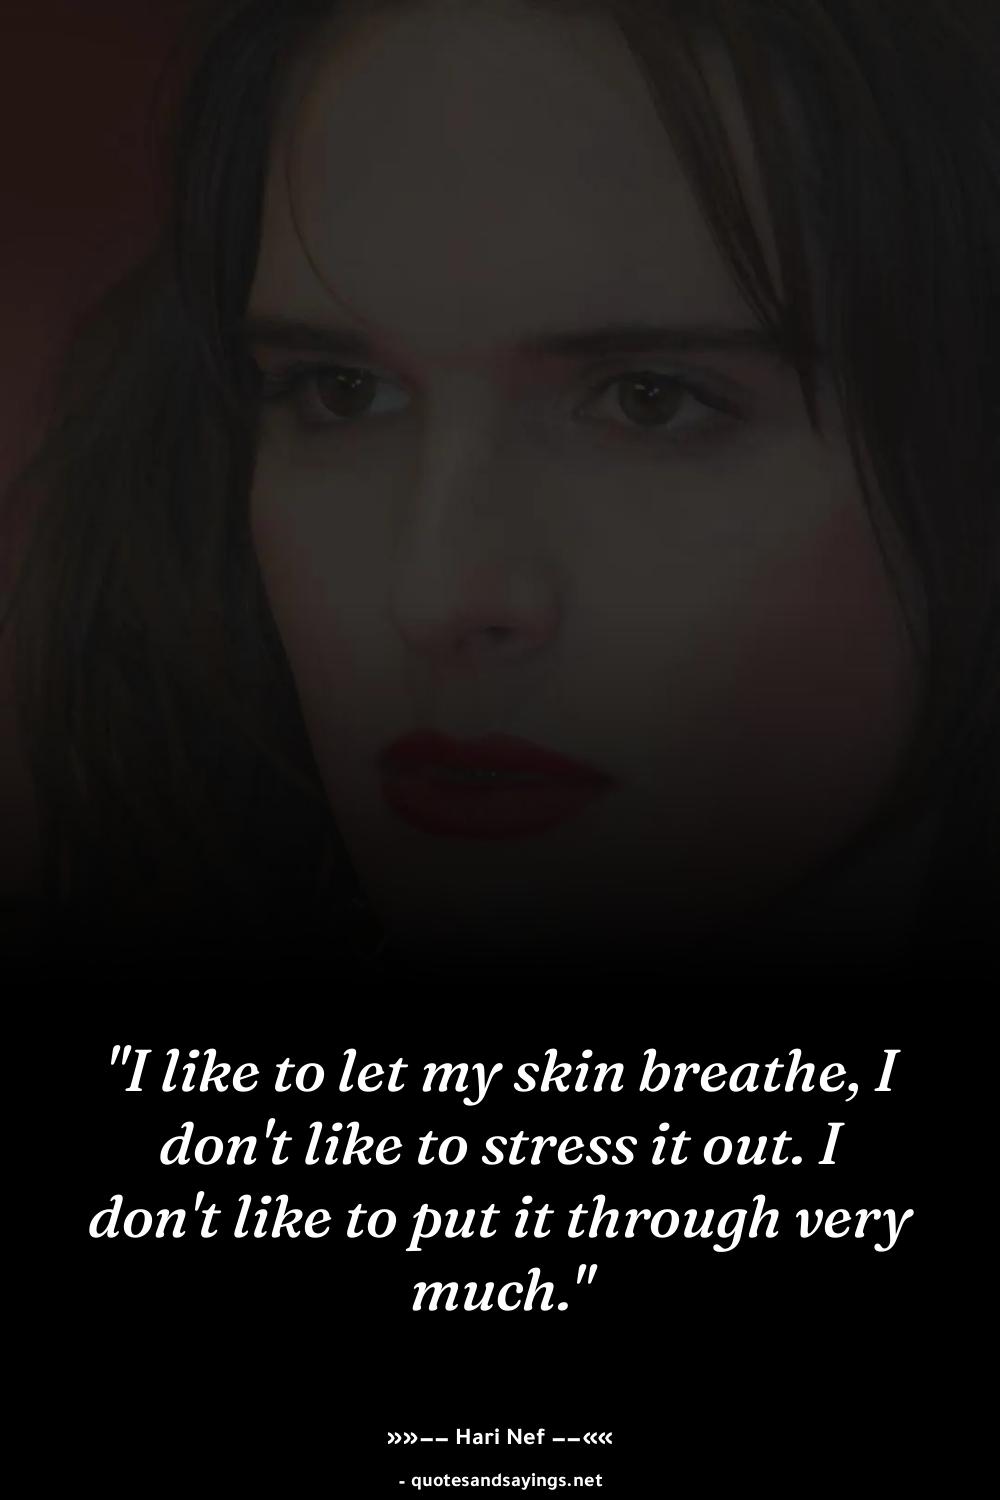 "I like to let my skin breathe, I
don't like to stress it out. I
don't like to put it through very
much."
»»–– Hari Nef ––««
- quotesandsayings.net